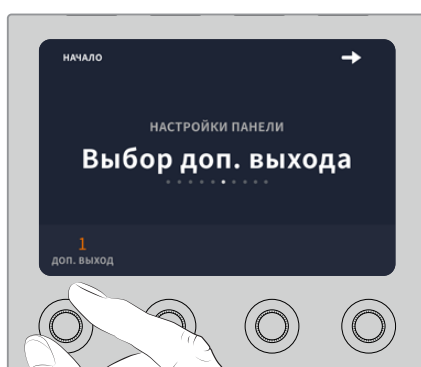 НАЧАЛО
НАСТРОЙКИ ПАНЕЛИ
Выбор доп. выхода
1
ДОП. ВЫХОД